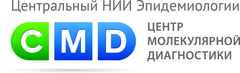 Центральный НИИ Эпидемиологии
CMD
ЦЕНТР
МОЛЕКУЛЯРНОЙ
ДИАГНОСТИКИ